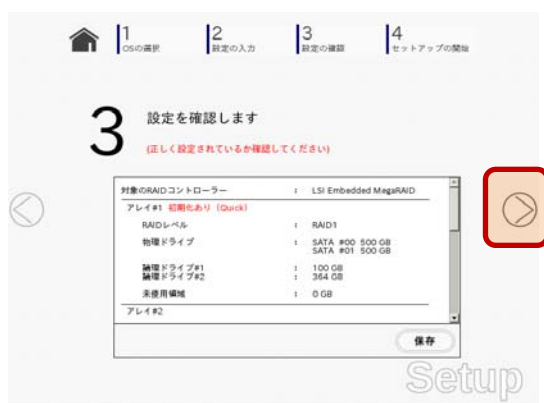 1
OSの選択
2
設定の入力
3
設定の確認
4
セットアップの開始
3
設定を確認します
(正しく設定されているか確認してください)
対象のRAIDコントローラー : LSI Embedded MegaRAID
アレイ#1 初期化あり (Quick)
RAIDレベル : RAID1
物理ドライブ : SATA #00 500 GB
SATA #01 500 GB
論理ドライブ#1 : 100 GB
論理ドライブ#2 : 364 GB
未使用領域 : 0 GB
アレイ#2
保存
Setup